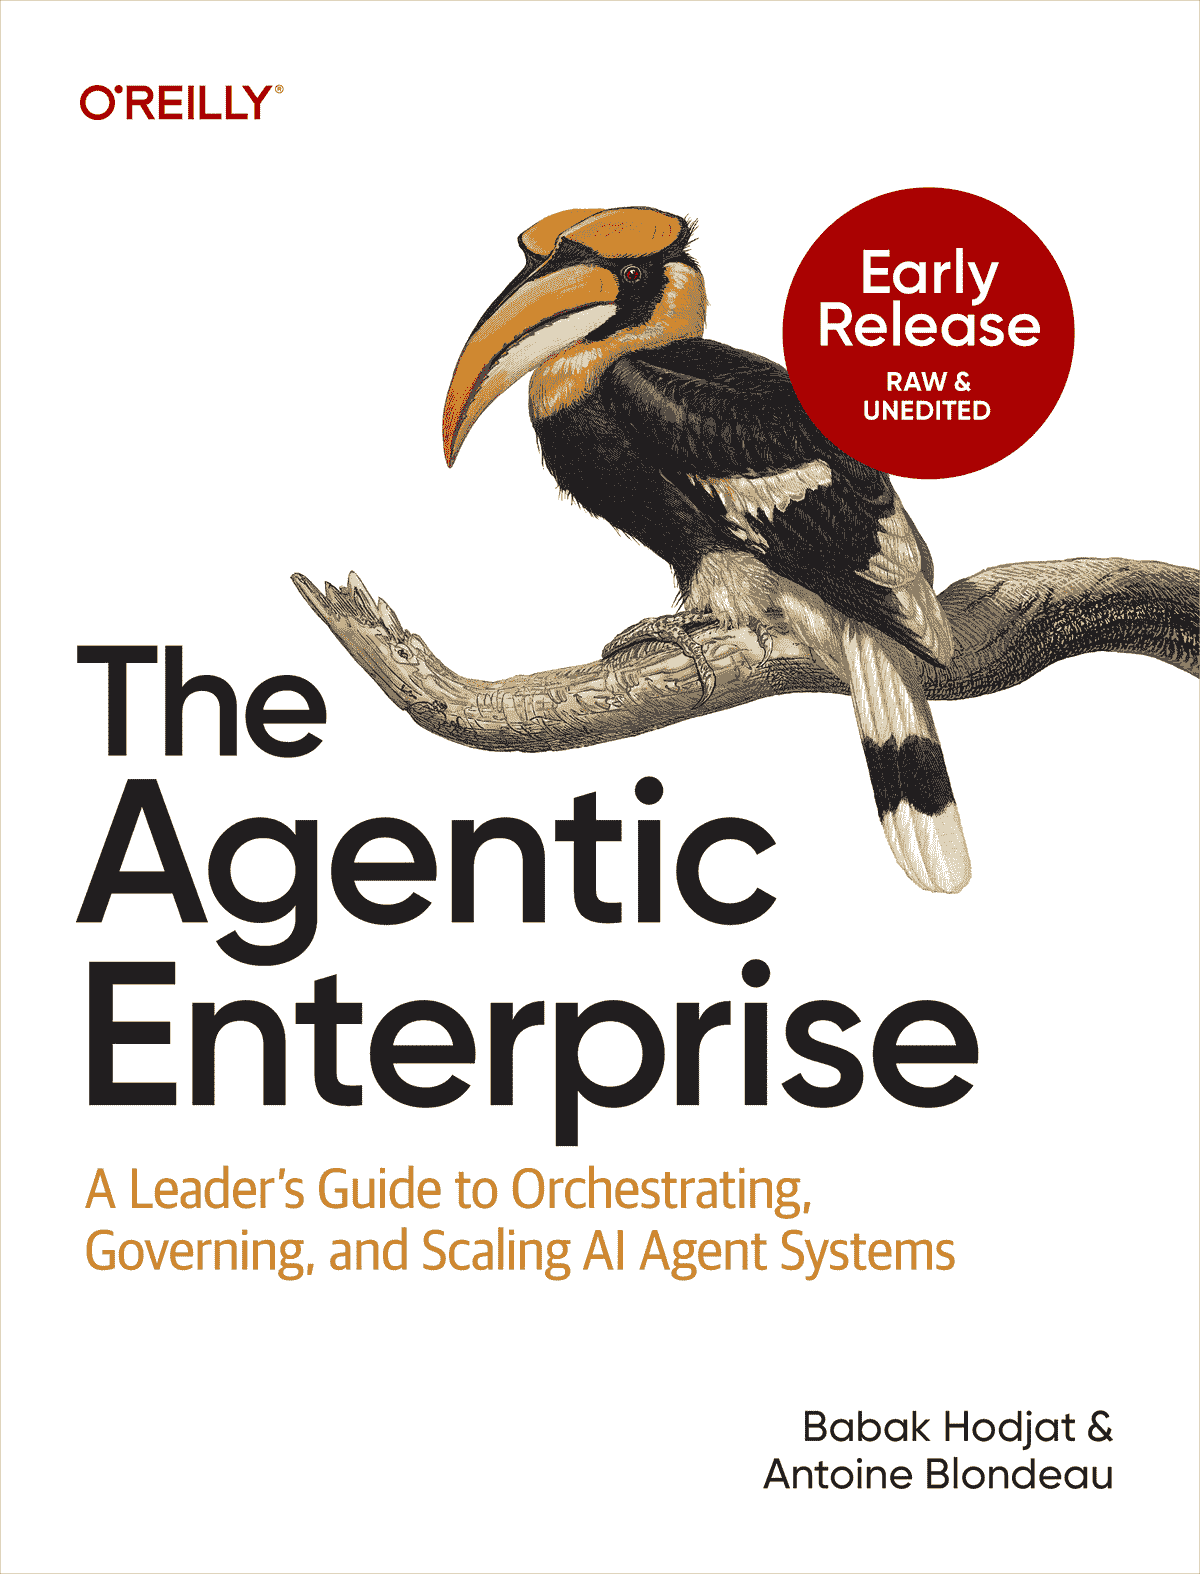 O'REILLY®
Early
Release
RAW &
UNEDITED
The
Agentic
Enterprise
A Leader's Guide to Orchestrating,
Governing, and Scaling AI Agent Systems
Babak Hodjat &
Antoine Blondeau